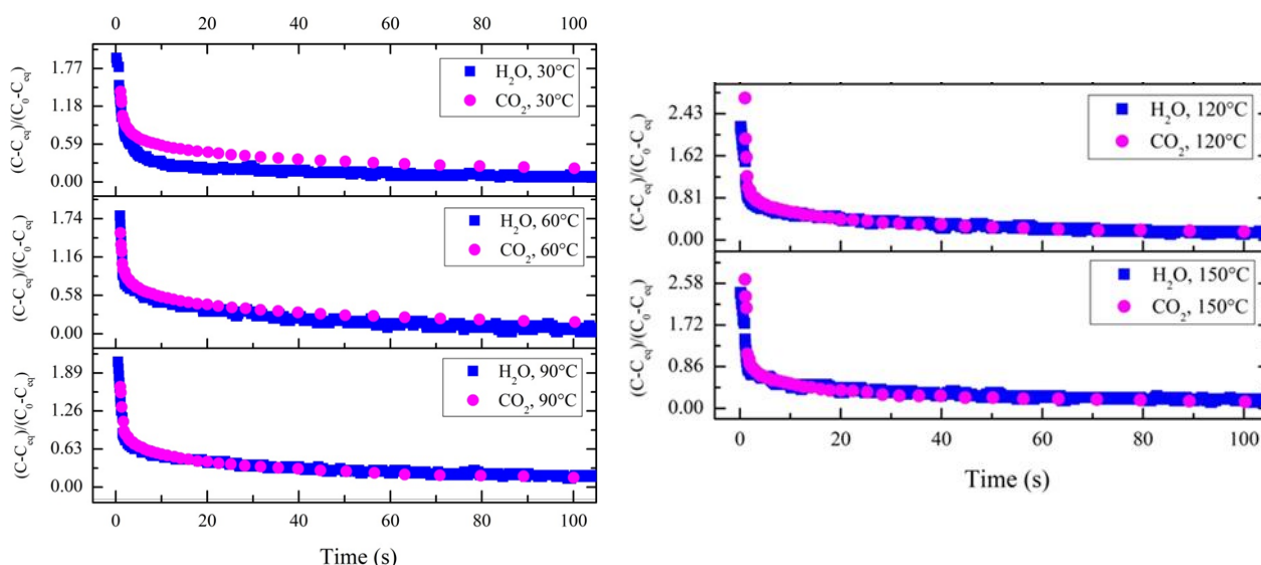 0 20 40 60 80 100
(C-C_eq)/(C_0-C_eq)
1.77
1.18
0.59
0.00
H₂O, 30°C
CO₂, 30°C
(C-C_eq)/(C_0-C_eq)
1.74
1.16
0.58
0.00
H₂O, 60°C
CO₂, 60°C
(C-C_eq)/(C_0-C_eq)
1.89
1.26
0.63
0.00
H₂O, 90°C
CO₂, 90°C
0 20 40 60 80 100
Time (s)
(C-C_eq)/(C_0-C_eq)
2.43
1.62
0.81
0.00
H₂O, 120°C
CO₂, 120°C
(C-C_eq)/(C_0-C_eq)
2.58
1.72
0.86
0.00
H₂O, 150°C
CO₂, 150°C
0 20 40 60 80 100
Time (s)